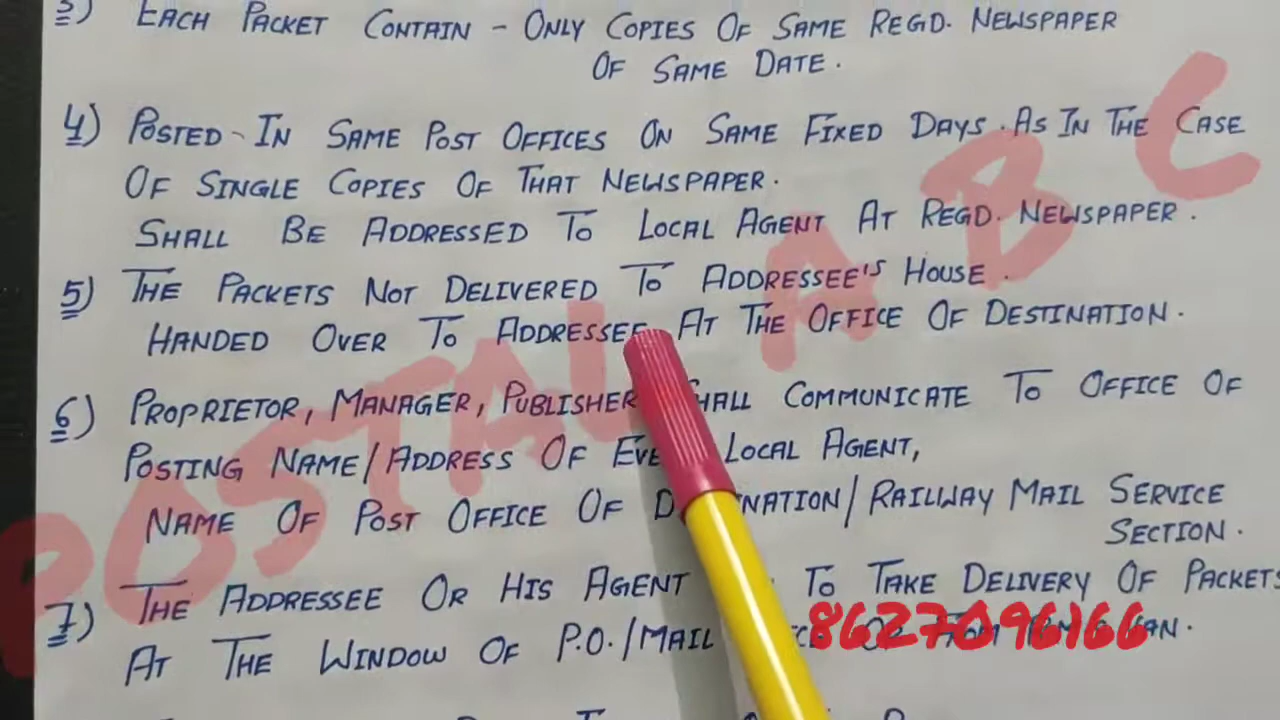 3) EACH PACKET CONTAIN - ONLY COPIES OF SAME REGD. NEWSPAPER
OF SAME DATE.
4) POSTED - IN SAME POST OFFICES ON SAME FIXED DAYS. AS IN THE CASE
OF SINGLE COPIES OF THAT NEWSPAPER.
SHALL BE ADDRESSED TO LOCAL AGENT AT REGD. NEWSPAPER.
5) THE PACKETS NOT DELIVERED TO ADDRESSEE'S HOUSE.
HANDED OVER TO ADDRESSEE AT THE OFFICE OF DESTINATION.
6) PROPRIETOR, MANAGER, PUBLISHER SHALL COMMUNICATE TO OFFICE OF
POSTING NAME/ADDRESS OF LOCAL AGENT,
NAME OF POST OFFICE OF /RAILWAY MAIL SERVICE
SECTION.
7) THE ADDRESSEE OR HIS AGENT TO TAKE DELIVERY OF PACKETS
AT THE WINDOW OF P.O./MAIL
POSTAL ABC
8627096166